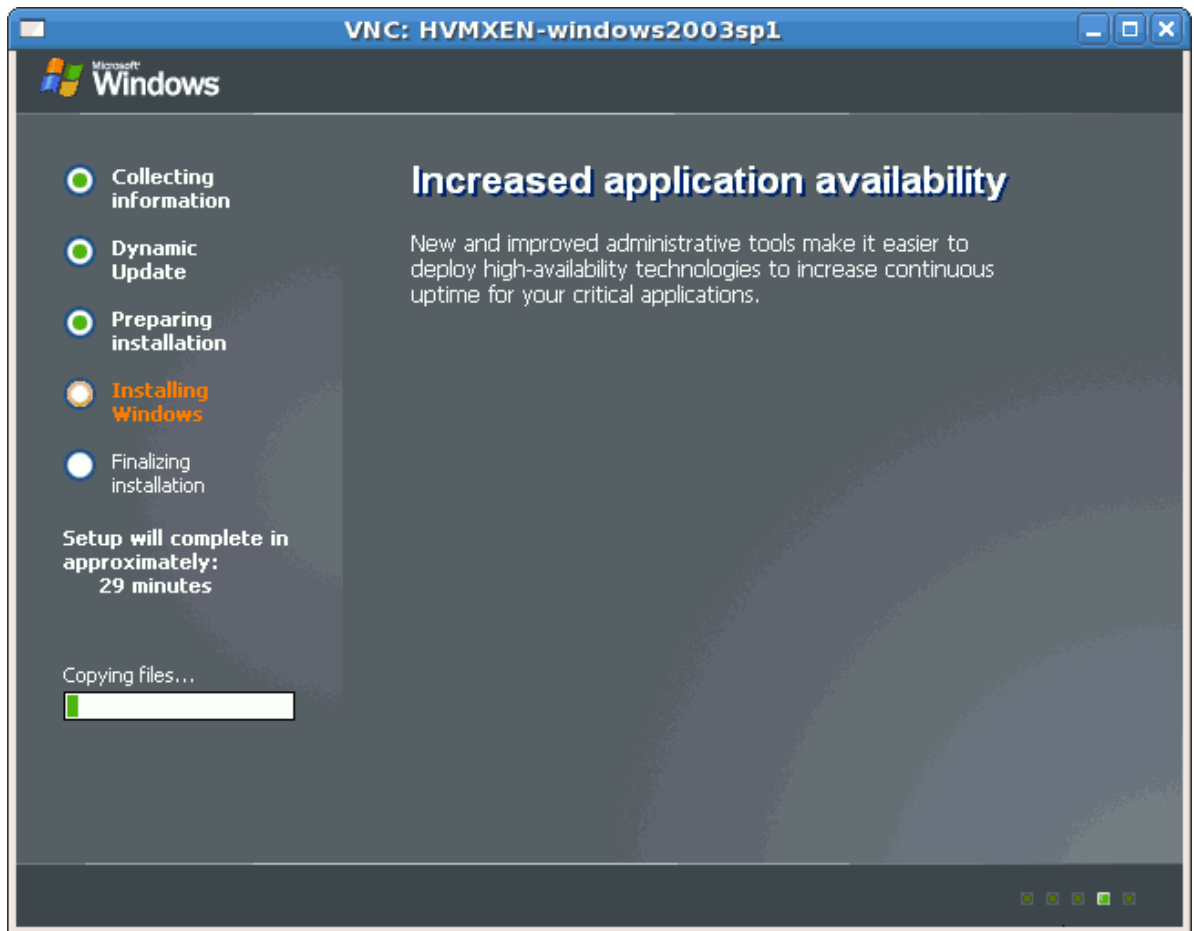 VNC: HVMXEN-windows2003sp1
Microsoft
Windows
Collecting
information
Dynamic
Update
Preparing
installation
Installing
Windows
Finalizing
installation
Setup will complete in
approximately:
29 minutes
Copying files...
Increased application availability
New and improved administrative tools make it easier to
deploy high-availability technologies to increase continuous
uptime for your critical applications.